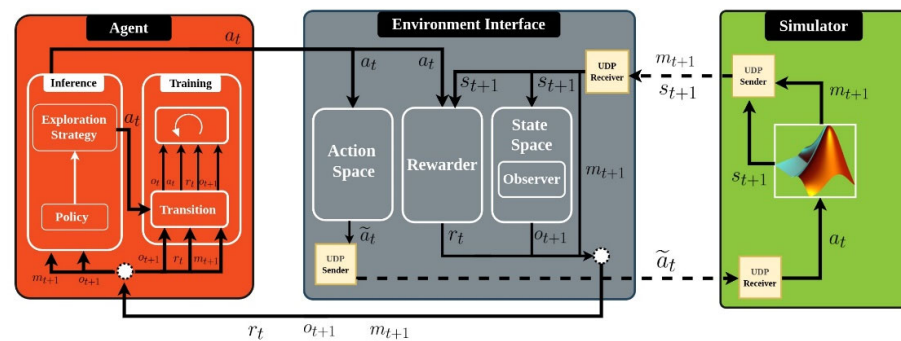 Agent
Environment Interface
Simulator
a_t
Inference
Training
Exploration
Strategy
a_t
o_t
a_t
r_t
o_{t+1}
Policy
Transition
m_{t+1}
o_{t+1}
o_{t+1}
r_t
m_{t+1}
a_t
a_t
s_{t+1}
s_{t+1}
UDP
Receiver
Action
Space
Rewarder
State
Space
Observer
m_{t+1}
ã_t
r_t
o_{t+1}
UDP
Sender
m_{t+1}
s_{t+1}
UDP
Sender
m_{t+1}
s_{t+1}
a_t
ã_t
UDP
Receiver
r_t o_{t+1} m_{t+1}